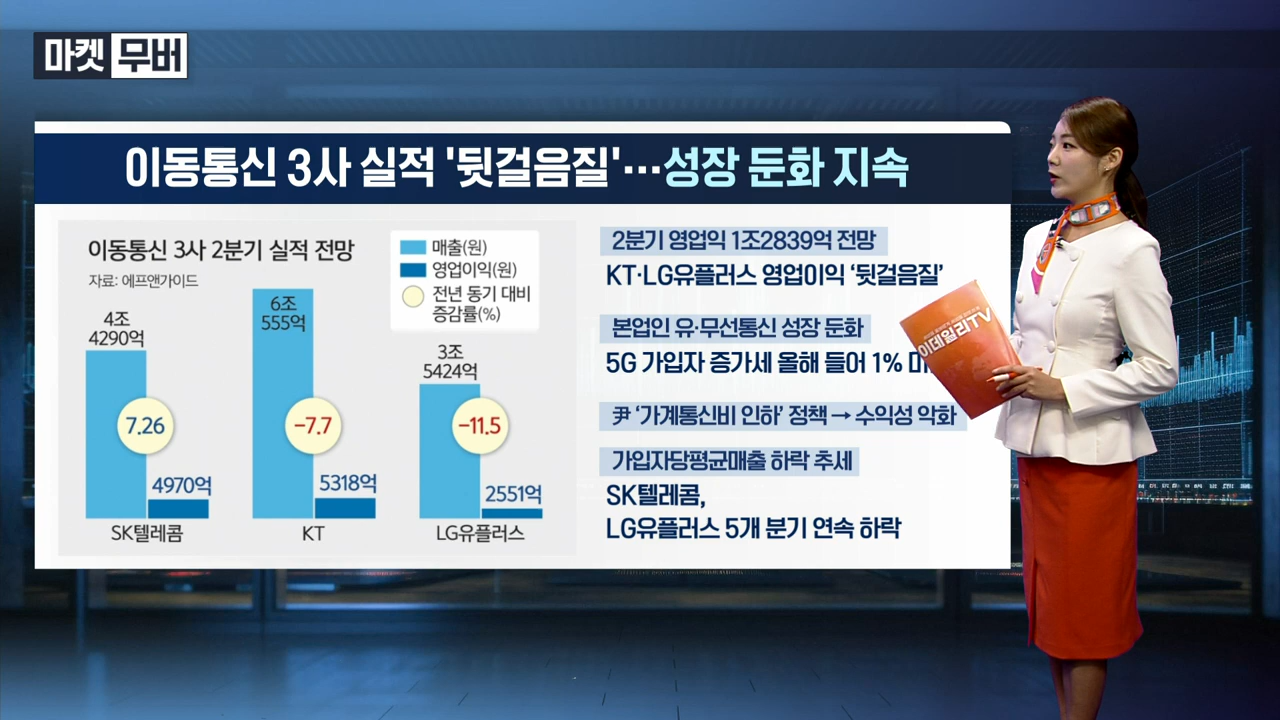 마켓 무버
이동통신 3사 실적 '뒷걸음질'…성장 둔화 지속
이동통신 3사 2분기 실적 전망
자료: 에프앤가이드
매출(원)
영업이익(원)
전년 동기 대비
증감률(%)
4조
4290억
7.26
4970억
SK텔레콤
6조
555억
-7.7
5318억
KT
3조
5424억
-11.5
2551억
LG유플러스
2분기 영업익 1조2839억 전망
KT·LG유플러스 영업이익 '뒷걸음질'
본업인 유·무선통신 성장 둔화
5G 가입자 증가세 올해 들어 1%
尹 '가계통신비 인하' 정책 → 수익성 악화
가입자당평균매출 하락 추세
SK텔레콤,
LG유플러스 5개 분기 연속 하락
이데일리TV